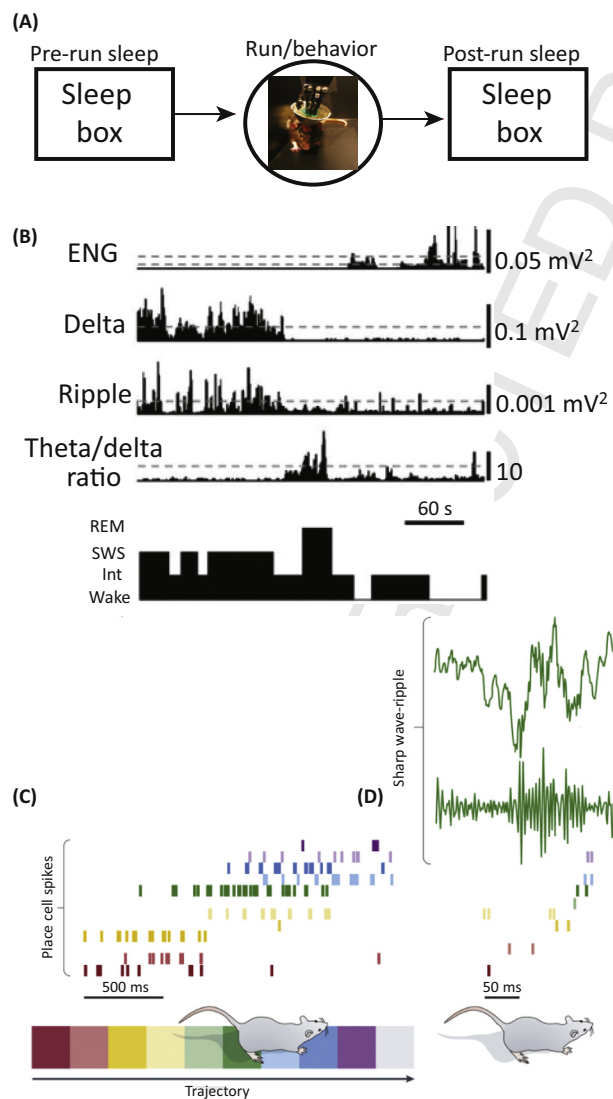 (A)
Pre-run sleep
Run/behavior
Post-run sleep
Sleep
box
Sleep
box
(B)
ENG
0.05 mV²
Delta
0.1 mV²
Ripple
0.001 mV²
Theta/delta
ratio
10
60 s
REM
SWS
Int
Wake
Sharp wave-ripple
(C)
(D)
Place cell spikes
500 ms
50 ms
Trajectory